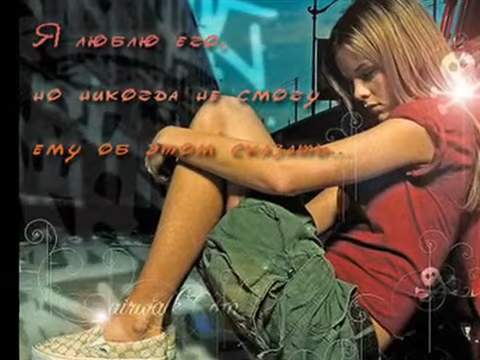 Я люблю его,
но никогда не смогу
ему об этом сказать...